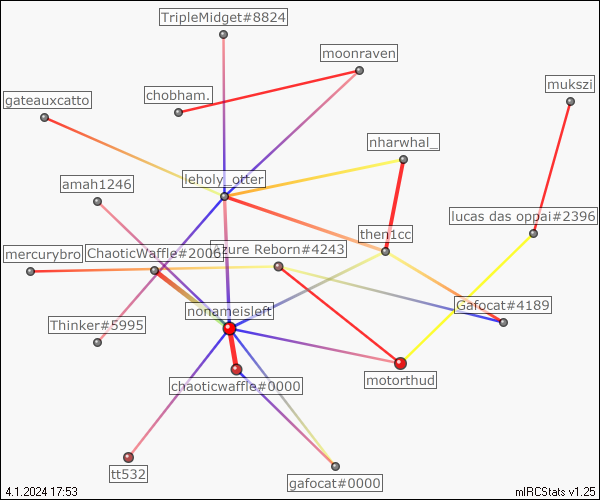 TripleMidget#8824
moonraven
mukszi
chobham.
gateauxcatto
nharwhal_
leholy_otter
amah1246
lucas das oppai#2396
then1cc
mercurybro
ChaoticWaffle#2006
Azure Reborn#4243
Gafocat#4189
nonameisleft
Thinker#5995
motorthud
chaoticwaffle#0000
tt532
gafocat#0000
4.1.2024 17:53
mIRCStats v1.25